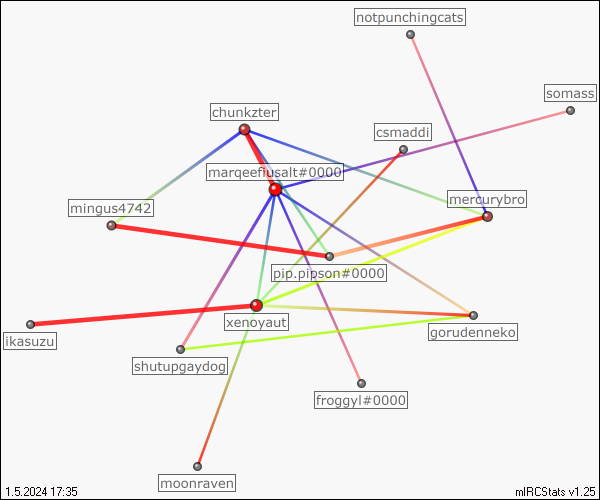 notpunchingcats
somass
chunkzter
csmaddi
marqeefiusalt#0000
mercurybro
mingus4742
pip.pipson#0000
xenoyaut
gorudenneko
ikasuzu
shutupgaydog
froggyl#0000
moonraven
1.5.2024 17:35
mIRCStats v1.25